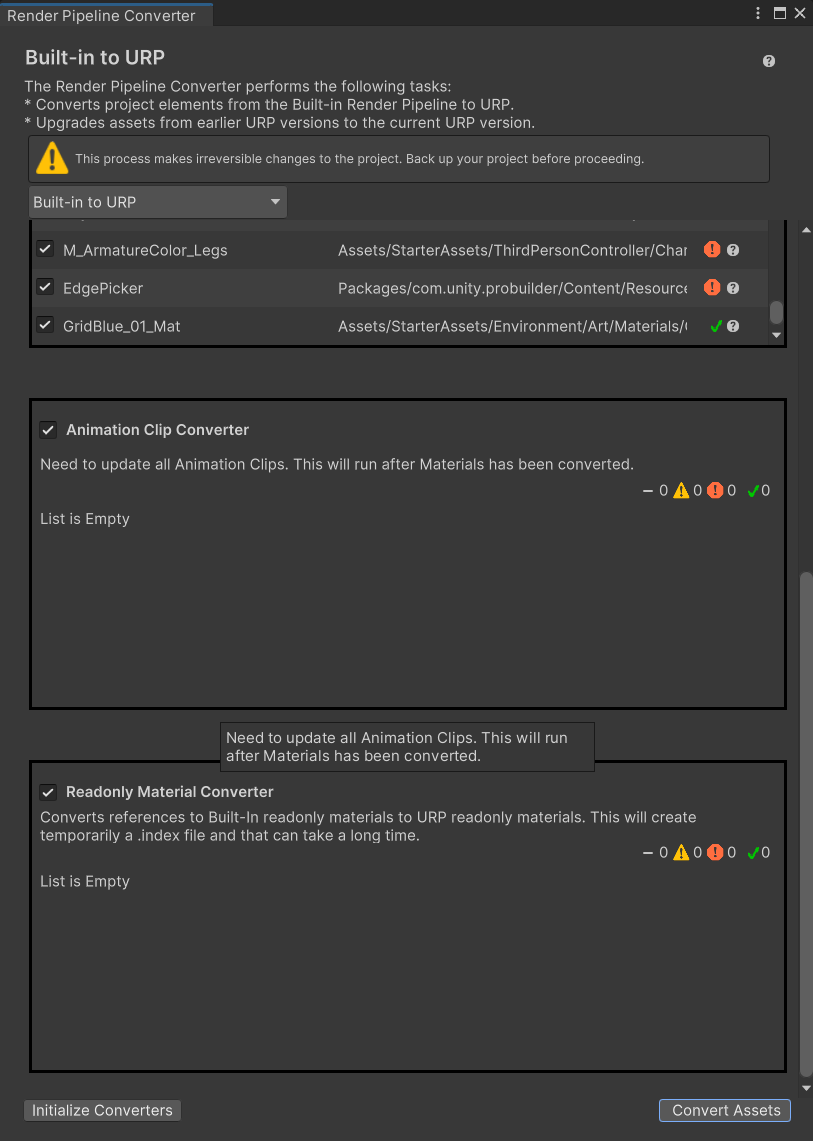 Render Pipeline Converter
Built-in to URP
The Render Pipeline Converter performs the following tasks:
* Converts project elements from the Built-in Render Pipeline to URP.
* Upgrades assets from earlier URP versions to the current URP version.
This process makes irreversible changes to the project. Back up your project before proceeding.
Built-in to URP
M_ArmatureColor_Legs Assets/StarterAssets/ThirdPersonController/Char
EdgePicker Packages/com.unity.probuilder/Content/Resource
GridBlue_01_Mat Assets/StarterAssets/Environment/Art/Materials/
Animation Clip Converter
Need to update all Animation Clips. This will run after Materials has been converted.
0 0 0 0
List is Empty
Need to update all Animation Clips. This will run
after Materials has been converted.
Readonly Material Converter
Converts references to Built-In readonly materials to URP readonly materials. This will create
temporarily a .index file and that can take a long time.
0 0 0 0
List is Empty
Initialize Converters Convert Assets